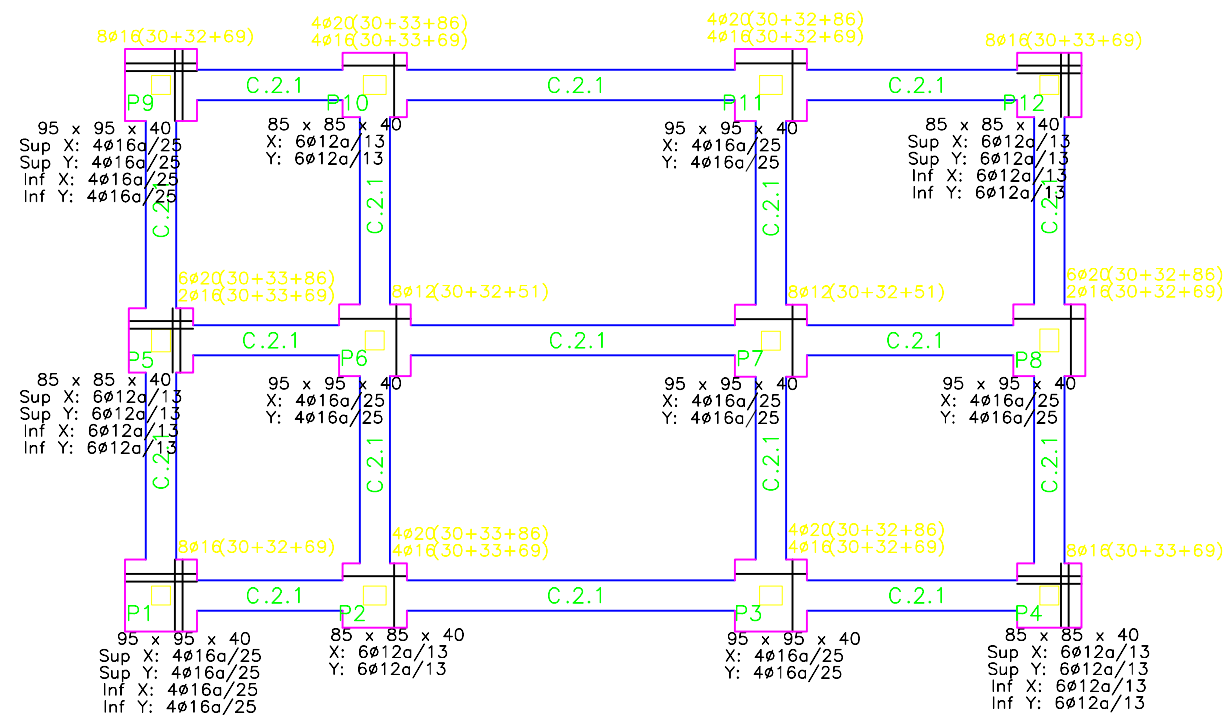 8ø16(30+32+69)
4ø20(30+33+86)
4ø16(30+33+69)
4ø20(30+32+86)
4ø16(30+32+69)
8ø16(30+33+69)
C.2.1
C.2.1
C.2.1
P9
P10
P11
P12
95 x 95 x 40
Sup X: 4ø16a/25
Sup Y: 4ø16a/25
Inf X: 4ø16a/25
Inf Y: 4ø16a/25
85 x 85 x 40
X: 6ø12a/13
Y: 6ø12a/13
95 x 95 x 40
X: 4ø16a/25
Y: 4ø16a/25
85 x 85 x 40
Sup X: 6ø12a/13
Sup Y: 6ø12a/13
Inf X: 6ø12a/13
Inf Y: 6ø12a/13
C.2.1
C.2.1
C.2.1
C.2.1
6ø20(30+33+86)
2ø16(30+33+69)
8ø12(30+32+51)
8ø12(30+32+51)
6ø20(30+32+86)
2ø16(30+32+69)
C.2.1
C.2.1
C.2.1
P5
P6
P7
P8
85 x 85 x 40
Sup X: 6ø12a/13
Sup Y: 6ø12a/13
Inf X: 6ø12a/13
Inf Y: 6ø12a/13
95 x 95 x 40
X: 4ø16a/25
Y: 4ø16a/25
95 x 95 x 40
X: 4ø16a/25
Y: 4ø16a/25
95 x 95 x 40
X: 4ø16a/25
Y: 4ø16a/25
C.2.1
C.2.1
C.2.1
C.2.1
8ø16(30+32+69)
4ø20(30+33+86)
4ø16(30+33+69)
4ø20(30+32+86)
4ø16(30+32+69)
8ø16(30+33+69)
C.2.1
C.2.1
C.2.1
P1
P2
P3
P4
95 x 95 x 40
Sup X: 4ø16a/25
Sup Y: 4ø16a/25
Inf X: 4ø16a/25
Inf Y: 4ø16a/25
85 x 85 x 40
X: 6ø12a/13
Y: 6ø12a/13
95 x 95 x 40
X: 4ø16a/25
Y: 4ø16a/25
85 x 85 x 40
Sup X: 6ø12a/13
Sup Y: 6ø12a/13
Inf X: 6ø12a/13
Inf Y: 6ø12a/13